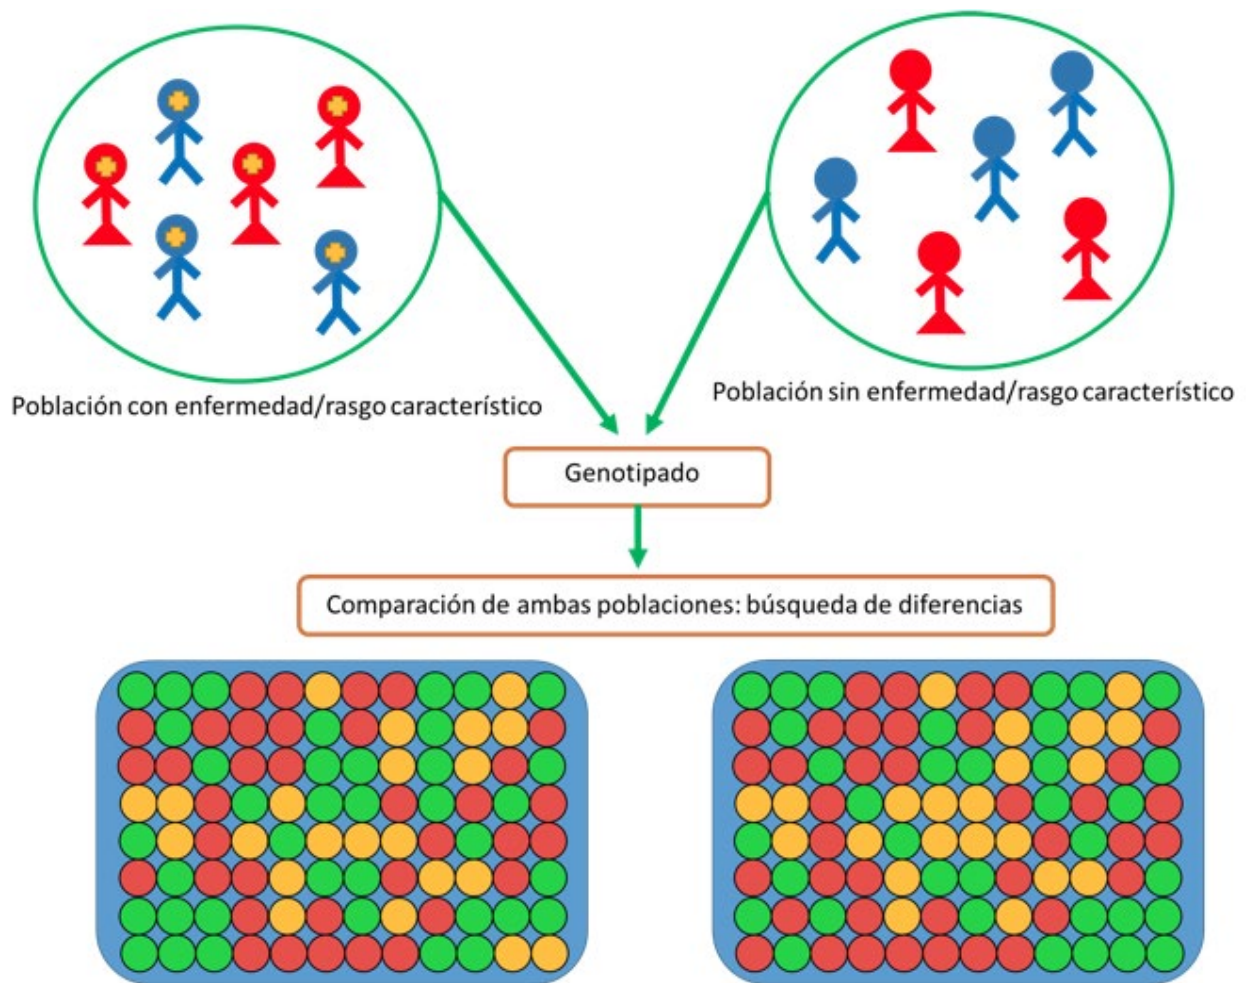 Población con enfermedad/rasgo característico
Población sin enfermedad/rasgo característico
Genotipado
Comparación de ambas poblaciones: búsqueda de diferencias